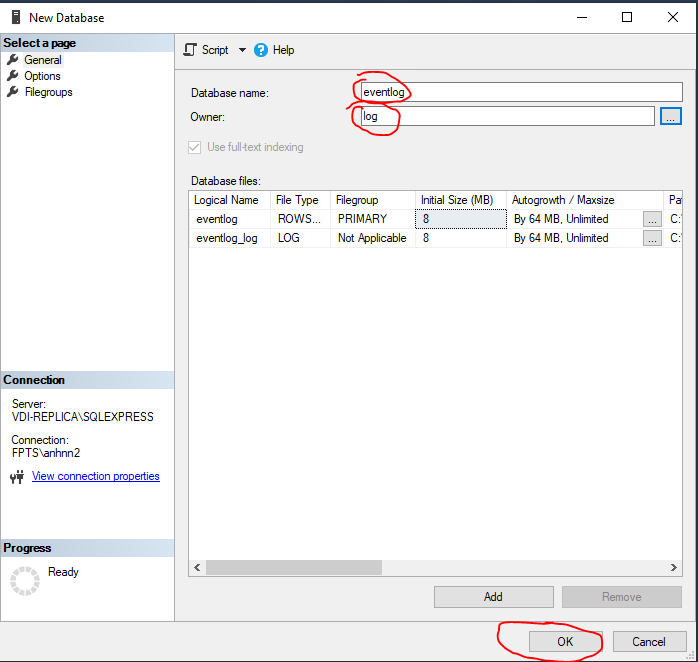 New Database
Select a page
General
Options
Filegroups
Script
Help
Database name:
eventlog
Owner:
log
...
Use full-text indexing
Database files:
Logical Name File Type Filegroup Initial Size (MB) Autogrowth / Maxsize
eventlog ROWS... PRIMARY 8 By 64 MB, Unlimited ... C:\
eventlog_log LOG Not Applicable 8 By 64 MB, Unlimited ... C:\
Connection
Server:
VDI-REPLICA\SQLEXPRESS
Connection:
FPTS\anhnn2
View connection properties
Progress
Ready
Add Remove
OK Cancel